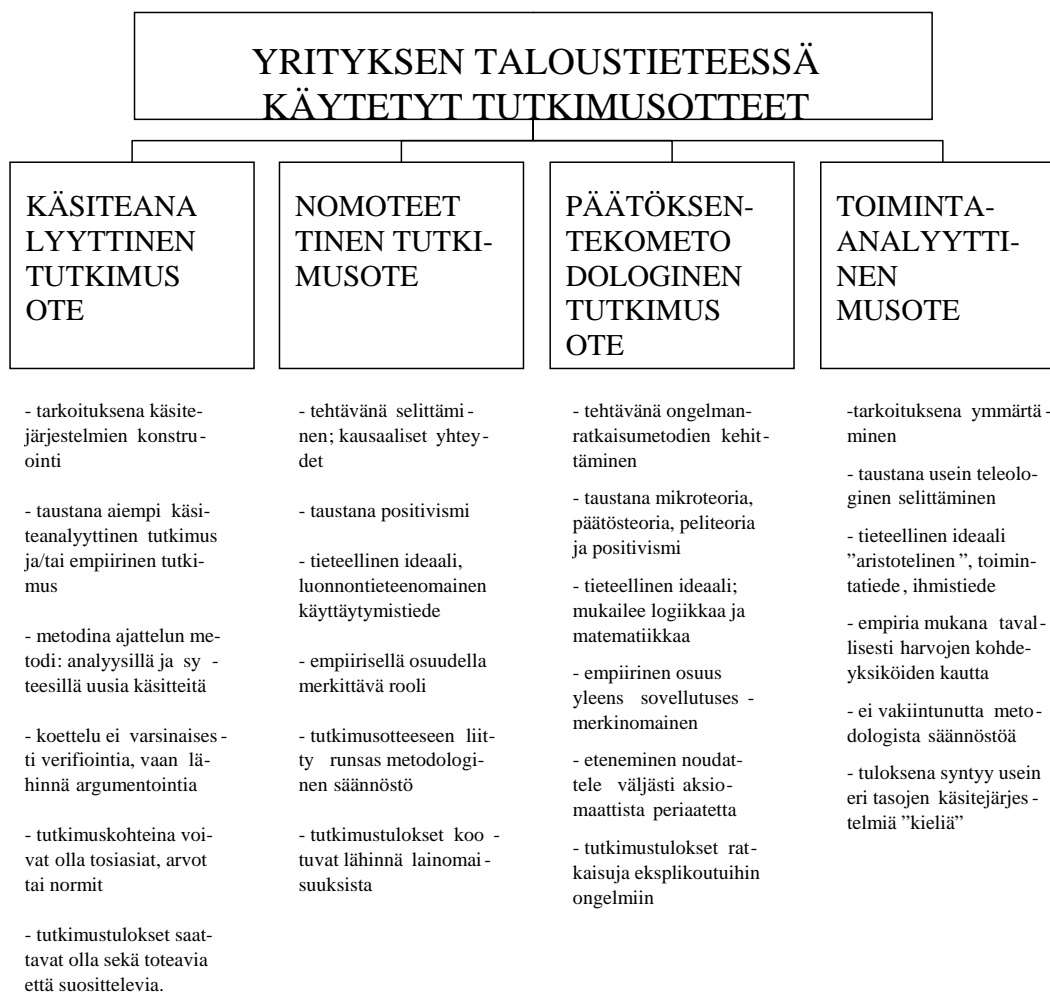 YRITYKSEN TALOUSTIETEESSÄ
KÄYTETYT TUTKIMUSOTTEET
KÄSITEANA
LYYTTINEN
TUTKIMUS
OTE
NOMOTEET
TINEN TUTKI-
MUSOTE
PÄÄTÖKSEN-
TEKOMETO
DOLOGINEN
TUTKIMUS
OTE
TOIMINTA-
ANALYYTTI-
NEN
MUSOTE
- tarkoituksena käsite-
järjestelmien konstru-
ointi
- taustana aiempi käsi-
teanalyyttinen tutkimus
ja/tai empiirinen tutki-
mus
- metodina ajattelun me-
todi: analyysillä ja sy -
teesillä uusia käsitteitä
- koettelu ei varsinaises -
ti verifiointia, vaan lä-
hinnä argumentointia
- tutkimuskohteina voi-
vat olla tosiasiat, arvot
tai normit
- tutkimustulokset saat-
tavat olla sekä toteavia
että suosittelevia.
- tehtävänä selittämi -
nen; kausaaliset yhtey-
det
- taustana positivismi
- tieteellinen ideaali,
luonnontieteenomainen
käyttäytymistiede
- empiirisellä osuudella
merkittävä rooli
- tutkimusotteeseen liit-
ty runsas metodologi-
nen säännöstö
- tutkimustulokset koo -
tuvat lähinnä lainomai -
suuksista
- tehtävänä ongelman-
ratkaisumetodien kehit-
täminen
- taustana mikroteoria,
päätösteoria, peliteoria
ja positivismi
- tieteellinen ideaali;
mukailee logiikkaa ja
matematiikkaa
- empiirinen osuus
yleens sovellutuses -
merkinomainen
- eteneminen noudat-
tele väljästi aksio-
maattista periaatetta
- tutkimustulokset rat-
kaisuja eksplikoutuihin
ongelmiin
-tarkoituksena ymmärtä -
minen
- taustana usein teleolo-
ginen selittäminen
- tieteellinen ideaali
”aristotelinen ”, toimin-
tatiede, ihmistiede
- empiria mukana taval-
lisesti harvojen kohde-
yksiköiden kautta
- ei vakiintunutta meto-
dologista säännöstöä
- tuloksena syntyy usein
eri tasojen käsitejärjes -
telmiä ”kieliä”